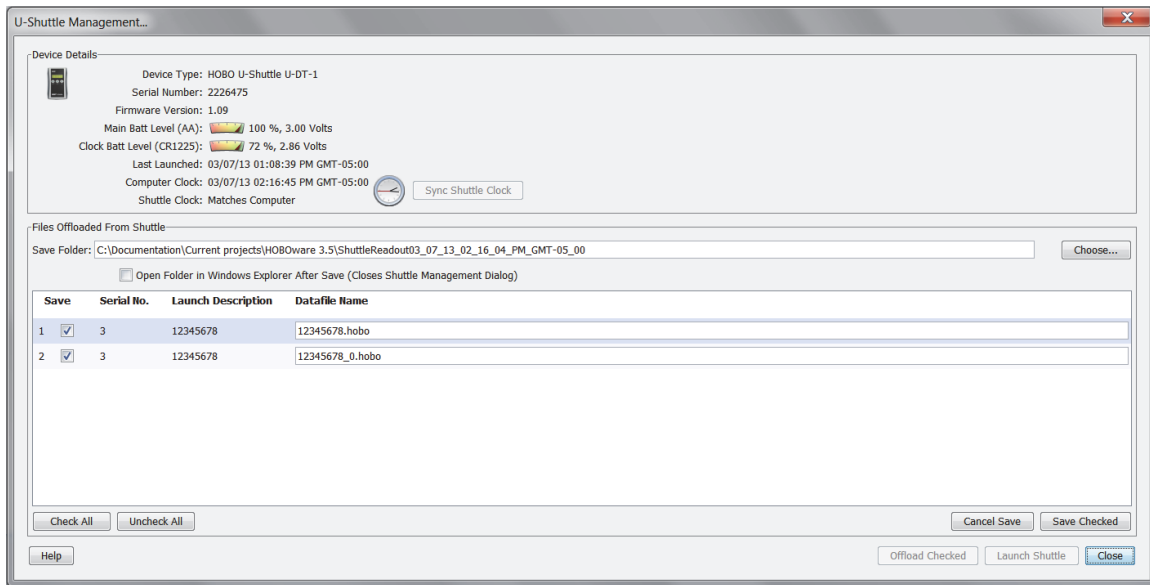 U-Shuttle Management...
Device Details
Device Type: HOBO U-Shuttle U-DT-1
Serial Number: 2226475
Firmware Version: 1.09
Main Batt Level (AA): 100 %, 3.00 Volts
Clock Batt Level (CR1225): 72 %, 2.86 Volts
Last Launched: 03/07/13 01:08:39 PM GMT-05:00
Computer Clock: 03/07/13 02:16:45 PM GMT-05:00
Shuttle Clock: Matches Computer
Sync Shuttle Clock
Files Offloaded From Shuttle
Save Folder: C:\Documentation\Current projects\HOBOware 3.5\ShuttleReadout03_07_13_02_16_04_PM_GMT-05_00 Choose...
Open Folder in Windows Explorer After Save (Closes Shuttle Management Dialog)
Save Serial No. Launch Description Datafile Name
1 3 12345678 12345678.hobo
2 3 12345678 12345678_0.hobo
Check All Uncheck All Cancel Save Save Checked
Help Offload Checked Launch Shuttle Close